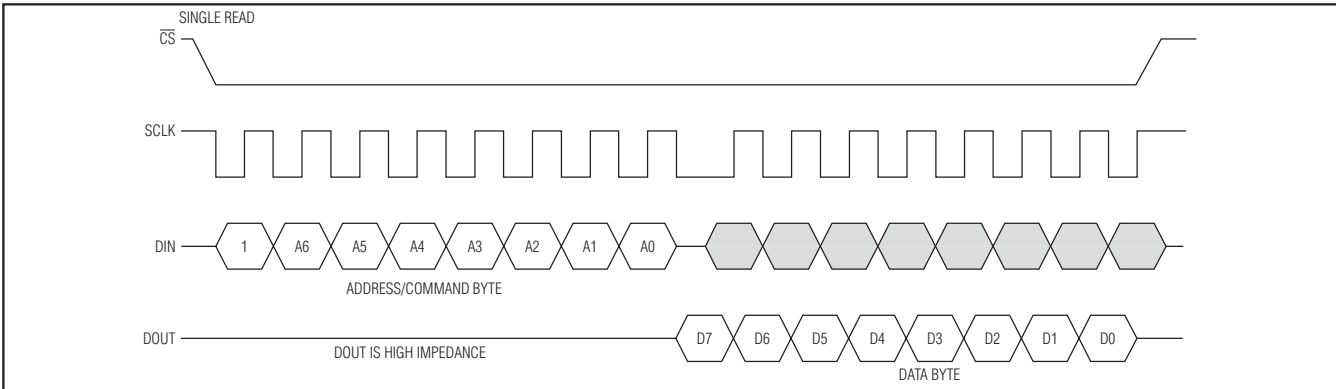 SINGLE READ
CS
SCLK
DIN
1 A6 A5 A4 A3 A2 A1 A0
ADDRESS/COMMAND BYTE
DOUT
DOUT IS HIGH IMPEDANCE
D7 D6 D5 D4 D3 D2 D1 D0
DATA BYTE